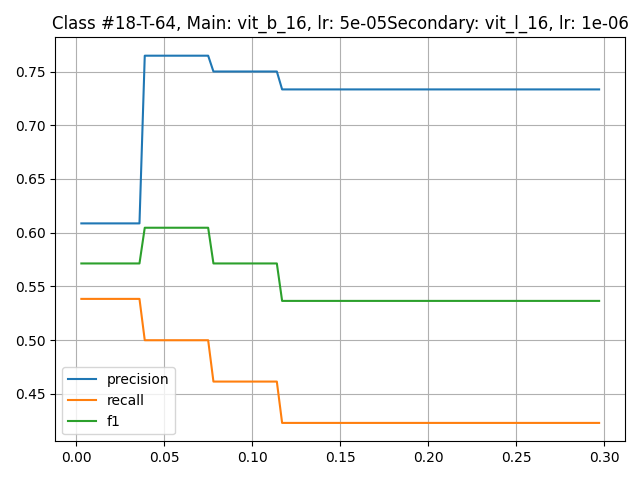 Class #18-T-64, Main: vit_b_16, lr: 5e-05Secondary: vit_l_16, lr: 1e-06
0.75
0.70
0.65
0.60
0.55
0.50
0.45
precision
recall
f1
0.00 0.05 0.10 0.15 0.20 0.25 0.30